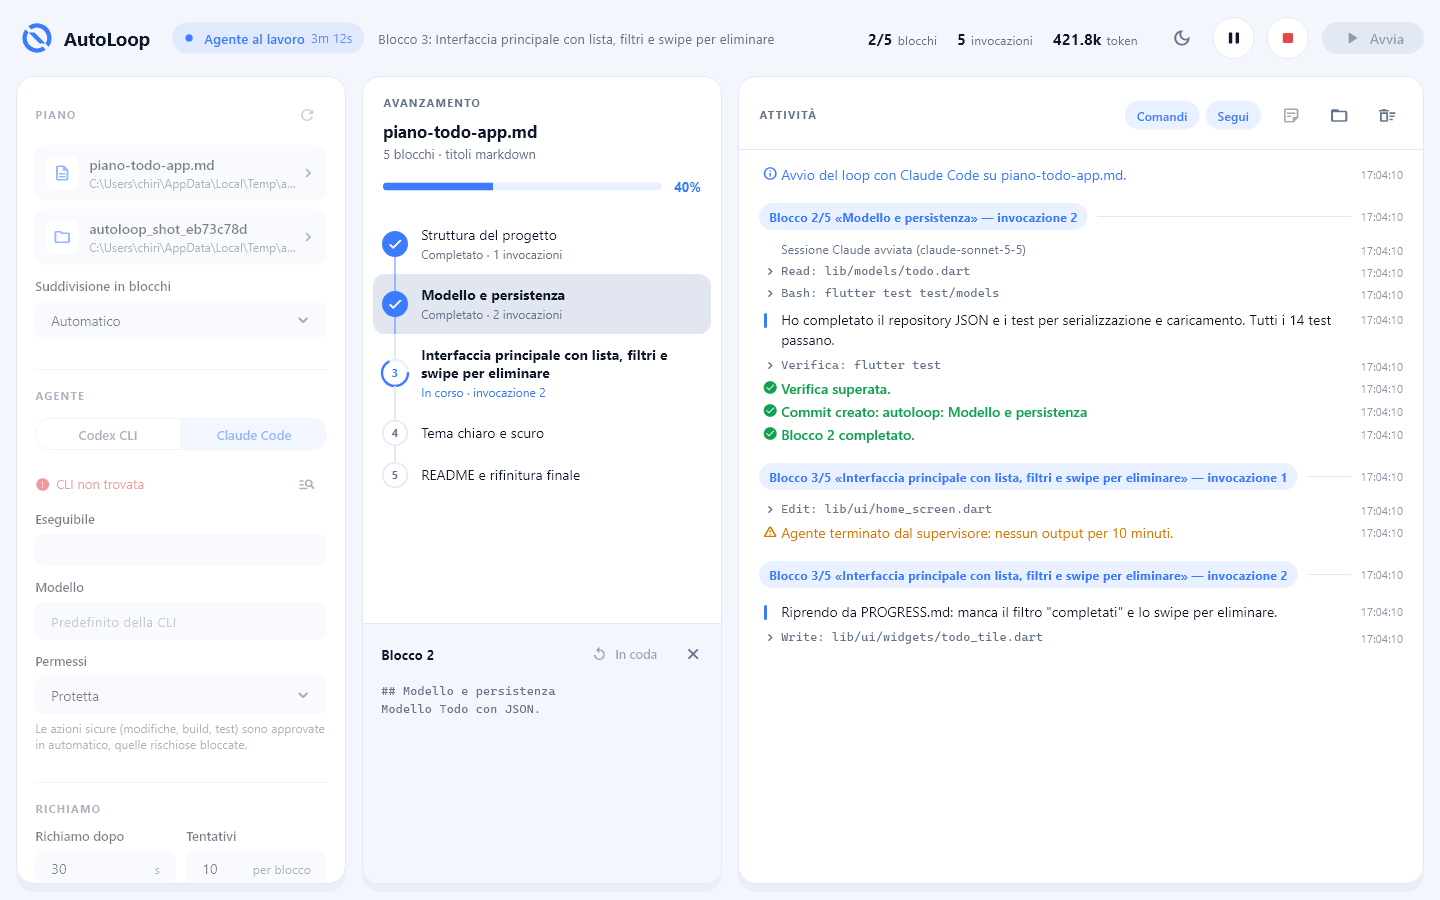 AutoLoop
Agente al lavoro 3m 12s
Blocco 3: Interfaccia principale con lista, filtri e swipe per eliminare
2/5 blocchi
5 invocazioni
421.8k token
Avvia
PIANO
piano-todo-app.md
C:\Users\chiri\AppData\Local\Temp\a...
autoloop_shot_eb73c78d
C:\Users\chiri\AppData\Local\Temp\a...
Suddivisione in blocchi
Automatico
AGENTE
Codex CLI
Claude Code
CLI non trovata
Eseguibile
Modello
Predefinito della CLI
Permessi
Protetta
Le azioni sicure (modifiche, build, test) sono approvate
in automatico, quelle rischiose bloccate.
RICHIAMO
Richiamo dopo
Tentativi
30 s
10 per blocco
AVANZAMENTO
piano-todo-app.md
5 blocchi · titoli markdown
40%
Struttura del progetto
Completato · 1 invocazioni
Modello e persistenza
Completato · 2 invocazioni
3
Interfaccia principale con lista, filtri e
swipe per eliminare
In corso · invocazione 2
4 Tema chiaro e scuro
5 README e rifinitura finale
Blocco 2
In coda
## Modello e persistenza
Modello Todo con JSON.
ATTIVITÀ
Comandi
Segui
Avvio del loop con Claude Code su piano-todo-app.md. 17:04:10
Blocco 2/5 «Modello e persistenza» — invocazione 2 17:04:10
Sessione Claude avviata (claude-sonnet-5-5) 17:04:10
Read: lib/models/todo.dart 17:04:10
Bash: flutter test test/models 17:04:10
Ho completato il repository JSON e i test per serializzazione e caricamento. Tutti i 14 test 17:04:10
passano.
Verifica: flutter test 17:04:10
Verifica superata. 17:04:10
Commit creato: autoloop: Modello e persistenza 17:04:10
Blocco 2 completato. 17:04:10
Blocco 3/5 «Interfaccia principale con lista, filtri e swipe per eliminare» — invocazione 1 17:04:10
Edit: lib/ui/home_screen.dart 17:04:10
Agente terminato dal supervisore: nessun output per 10 minuti. 17:04:10
Blocco 3/5 «Interfaccia principale con lista, filtri e swipe per eliminare» — invocazione 2 17:04:10
Riprendo da PROGRESS.md: manca il filtro "completati" e lo swipe per eliminare. 17:04:10
Write: lib/ui/widgets/todo_tile.dart 17:04:10